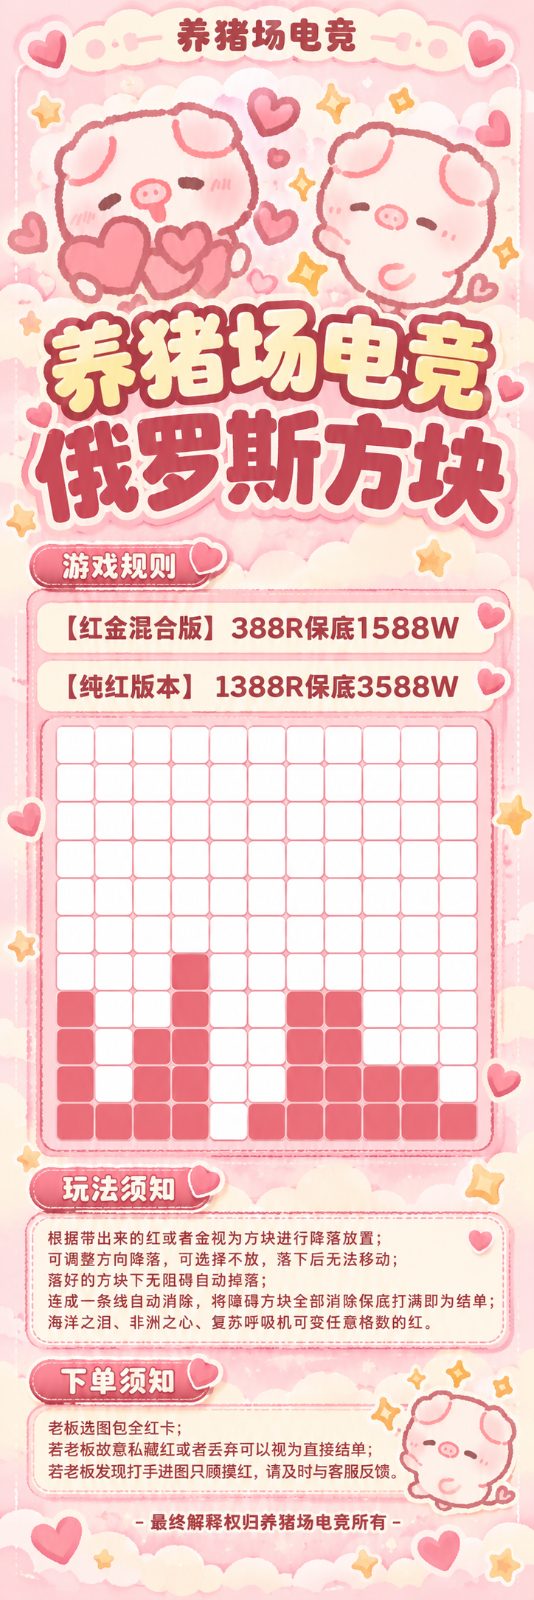 养猪场电竞
养猪场电竞
俄罗斯方块
游戏规则
【红金混合版】388R保底1588W
【纯红版本】 1388R保底3588W
玩法须知
根据带出来的红或者金视为方块进行降落放置；
可调整方向降落，可选择不放，落下后无法移动；
落好的方块下无阻碍自动掉落；
连成一条线自动消除，将障碍方块全部消除保底打满即为结单；
海洋之泪、非洲之心、复苏呼吸机可变任意格数的红。
下单须知
老板选图包全红卡；
若老板故意私藏红或者丢弃可以视为直接结单；
若老板发现打手进图只顾摸红，请及时与客服反馈。
- 最终解释权归养猪场电竞所有 -